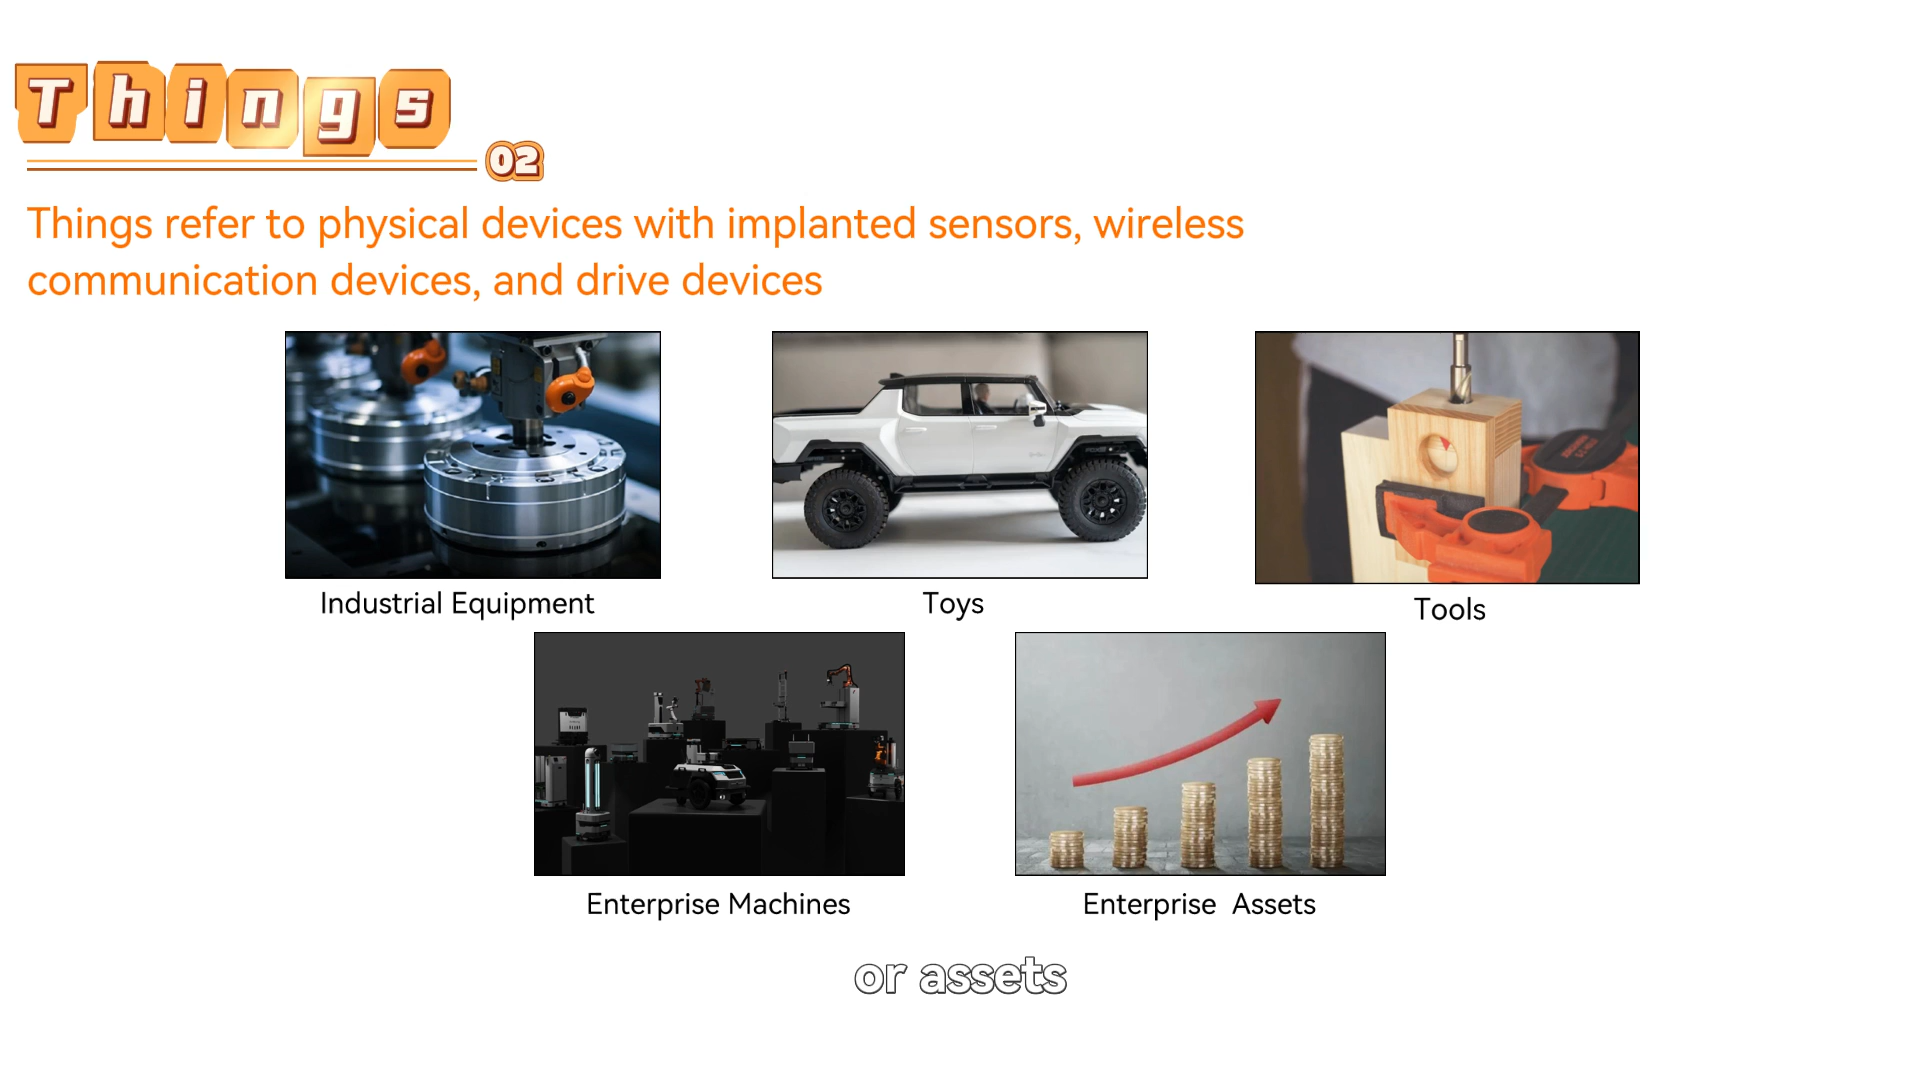 Things
02
Things refer to physical devices with implanted sensors, wireless
communication devices, and drive devices
Industrial Equipment
Toys
Tools
Enterprise Machines
Enterprise Assets
or assets